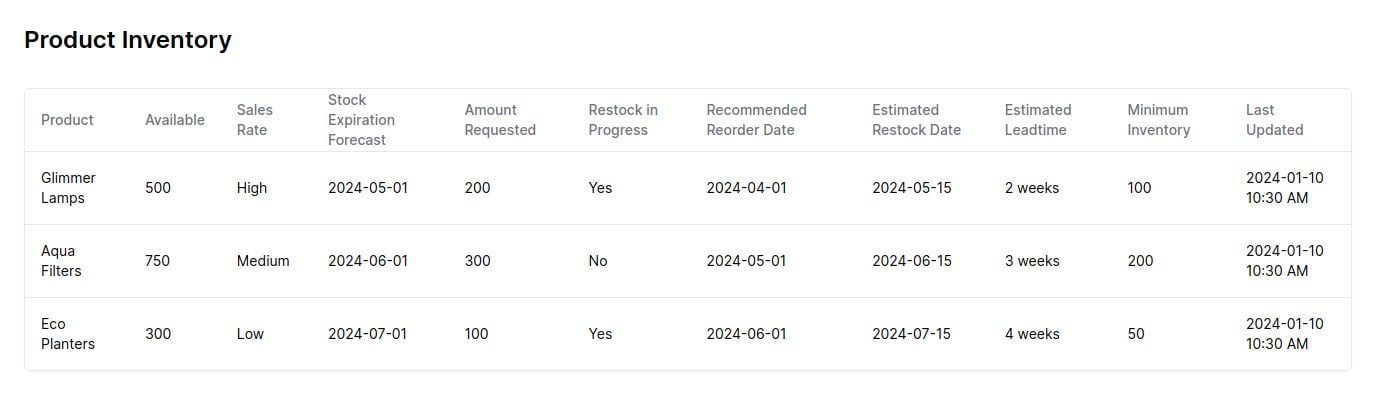 Product Inventory
Product Available Sales Rate Stock Expiration Forecast Amount Requested Restock in Progress Recommended Reorder Date Estimated Restock Date Estimated Leadtime Minimum Inventory Last Updated
Glimmer Lamps 500 High 2024-05-01 200 Yes 2024-04-01 2024-05-15 2 weeks 100 2024-01-10 10:30 AM
Aqua Filters 750 Medium 2024-06-01 300 No 2024-05-01 2024-06-15 3 weeks 200 2024-01-10 10:30 AM
Eco Planters 300 Low 2024-07-01 100 Yes 2024-06-01 2024-07-15 4 weeks 50 2024-01-10 10:30 AM